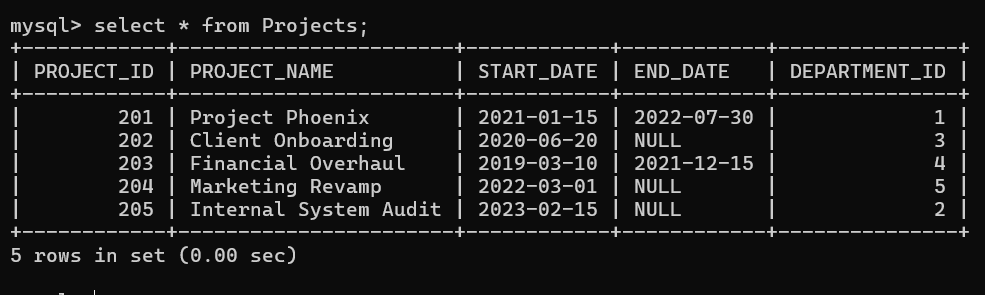 mysql> select * from Projects;
+------------+-----------------------+------------+------------+---------------+
| PROJECT_ID | PROJECT_NAME          | START_DATE | END_DATE   | DEPARTMENT_ID |
+------------+-----------------------+------------+------------+---------------+
|        201 | Project Phoenix       | 2021-01-15 | 2022-07-30 |             1 |
|        202 | Client Onboarding     | 2020-06-20 | NULL       |             3 |
|        203 | Financial Overhaul    | 2019-03-10 | 2021-12-15 |             4 |
|        204 | Marketing Revamp      | 2022-03-01 | NULL       |             5 |
|        205 | Internal System Audit | 2023-02-15 | NULL       |             2 |
+------------+-----------------------+------------+------------+---------------+
5 rows in set (0.00 sec)